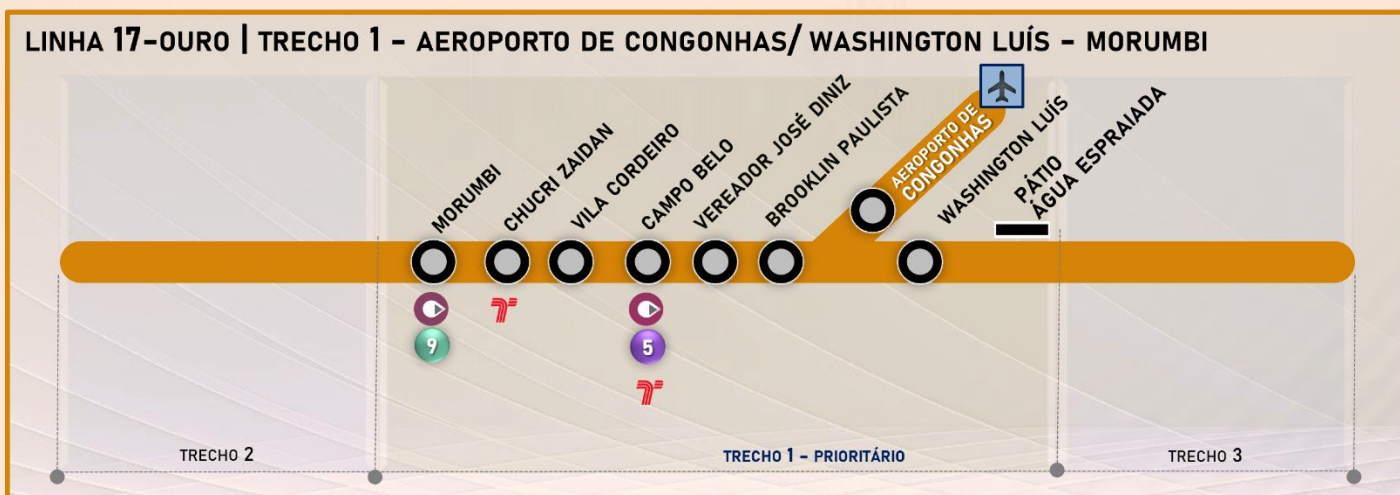 LINHA 17-OURO | TRECHO 1 - AEROPORTO DE CONGONHAS/ WASHINGTON LUÍS - MORUMBI
MORUMBI
CHUCRI ZAIDAN
VILA CORDEIRO
CAMPO BELO
VEREADOR JOSÉ DINIZ
BROOKLIN PAULISTA
AEROPORTO DE
CONGONHAS
WASHINGTON LUÍS
PÁTIO
ÁGUA ESPRAIADA
9
5
TRECHO 2
TRECHO 1 - PRIORITÁRIO
TRECHO 3